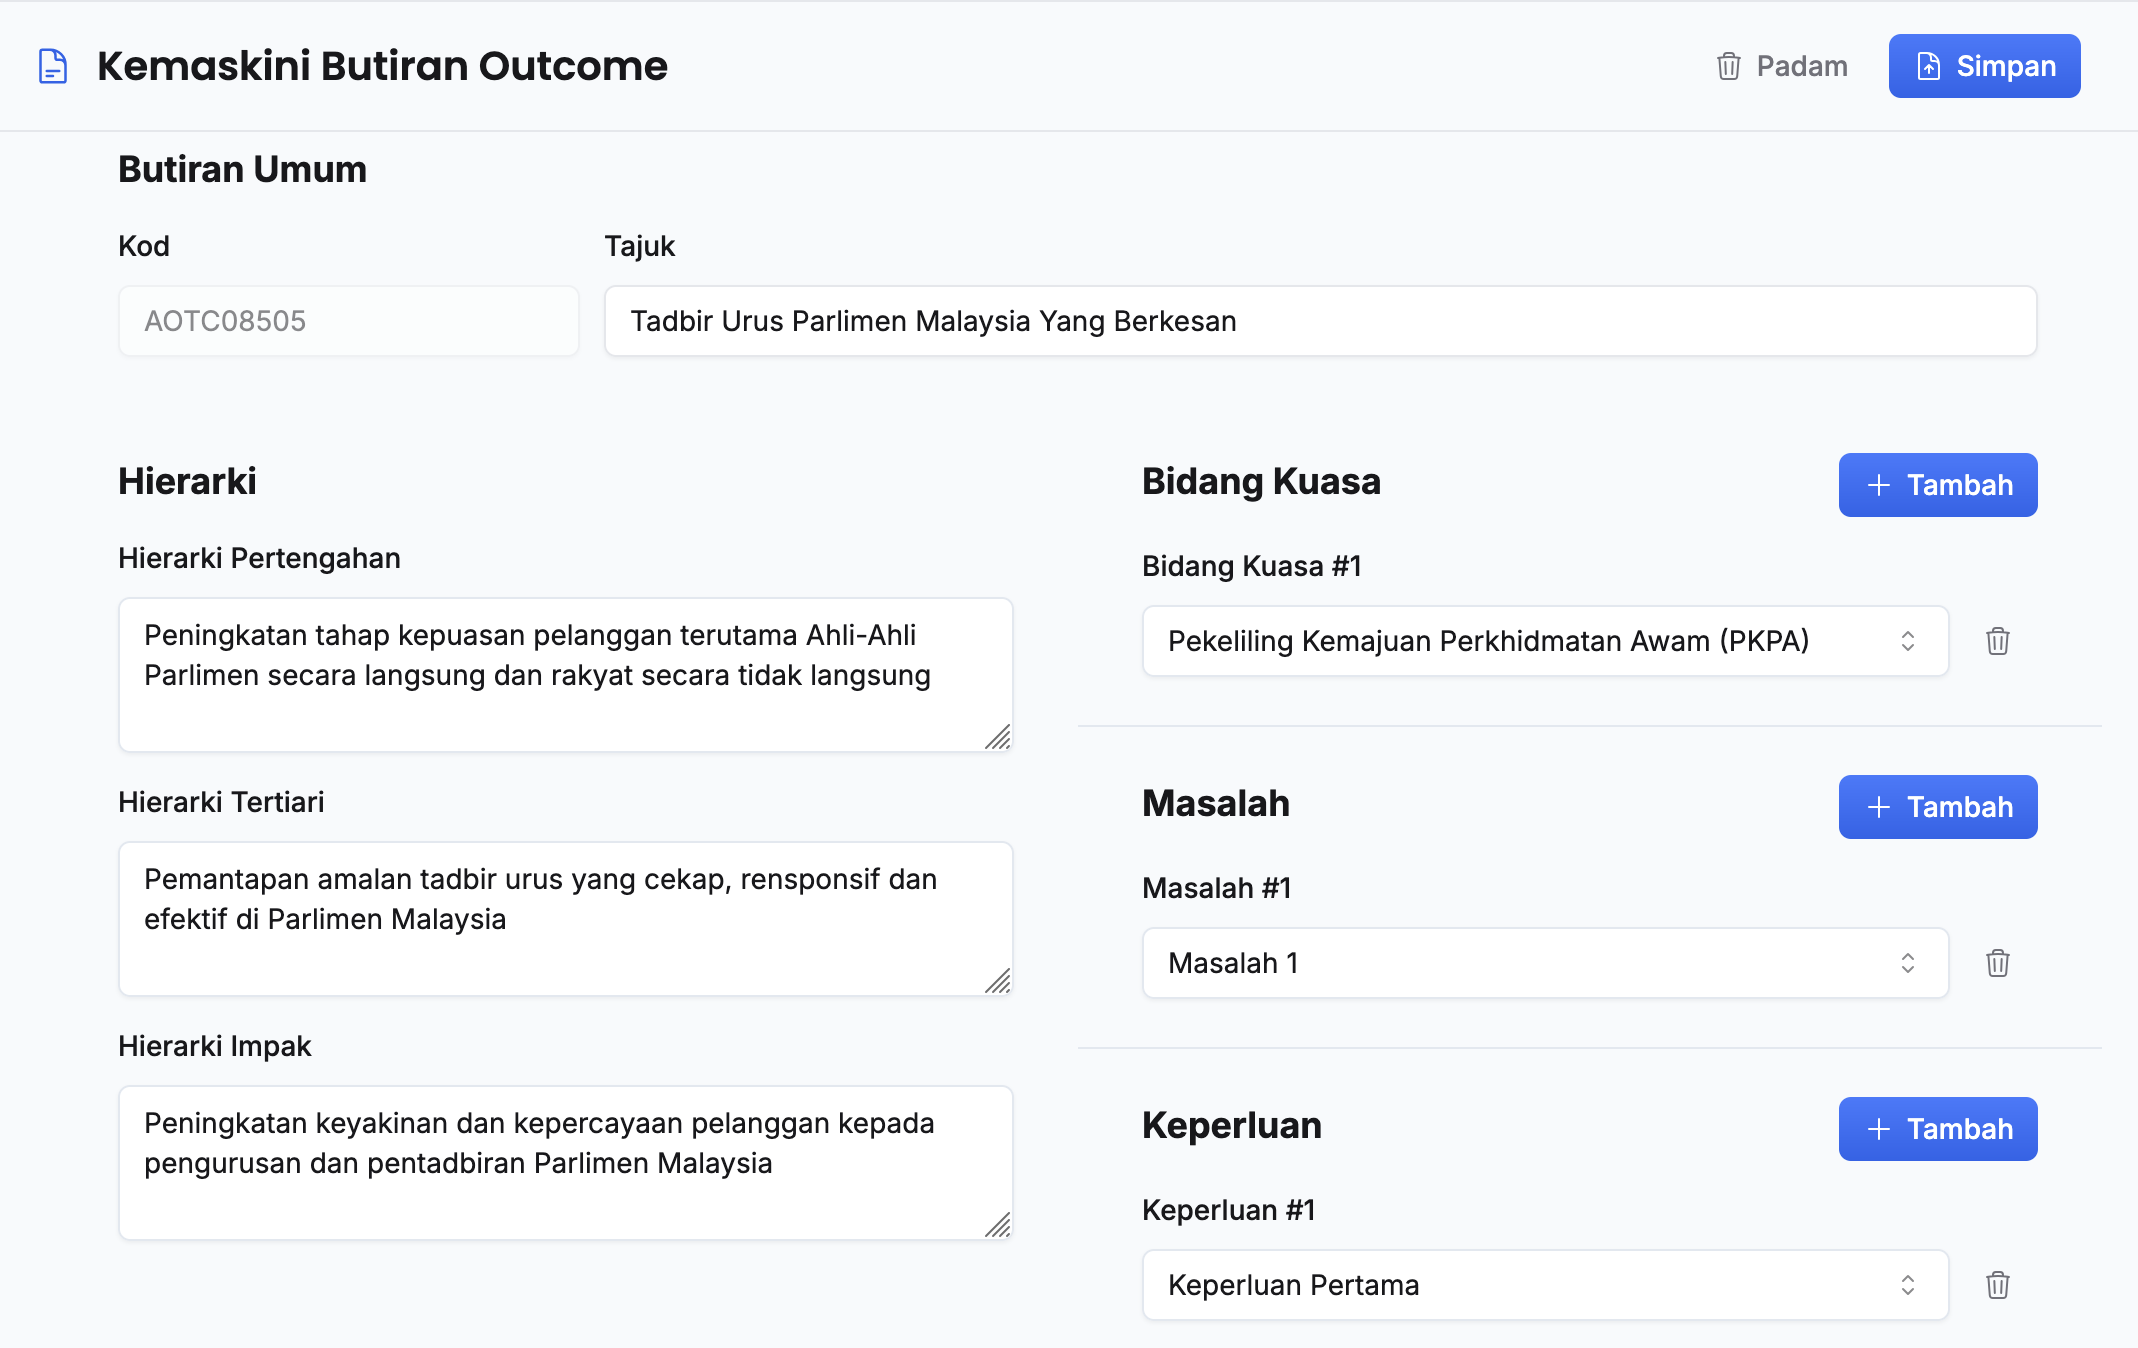 Kemaskini Butiran Outcome
Padam
Simpan
Butiran Umum
Kod
Tajuk
AOTC08505
Tadbir Urus Parlimen Malaysia Yang Berkesan
Hierarki
Hierarki Pertengahan
Peningkatan tahap kepuasan pelanggan terutama Ahli-Ahli
Parlimen secara langsung dan rakyat secara tidak langsung
Hierarki Tertiari
Pemantapan amalan tadbir urus yang cekap, rensponsif dan
efektif di Parlimen Malaysia
Hierarki Impak
Peningkatan keyakinan dan kepercayaan pelanggan kepada
pengurusan dan pentadbiran Parlimen Malaysia
Bidang Kuasa
+ Tambah
Bidang Kuasa #1
Pekeliling Kemajuan Perkhidmatan Awam (PKPA)
Masalah
+ Tambah
Masalah #1
Masalah 1
Keperluan
+ Tambah
Keperluan #1
Keperluan Pertama